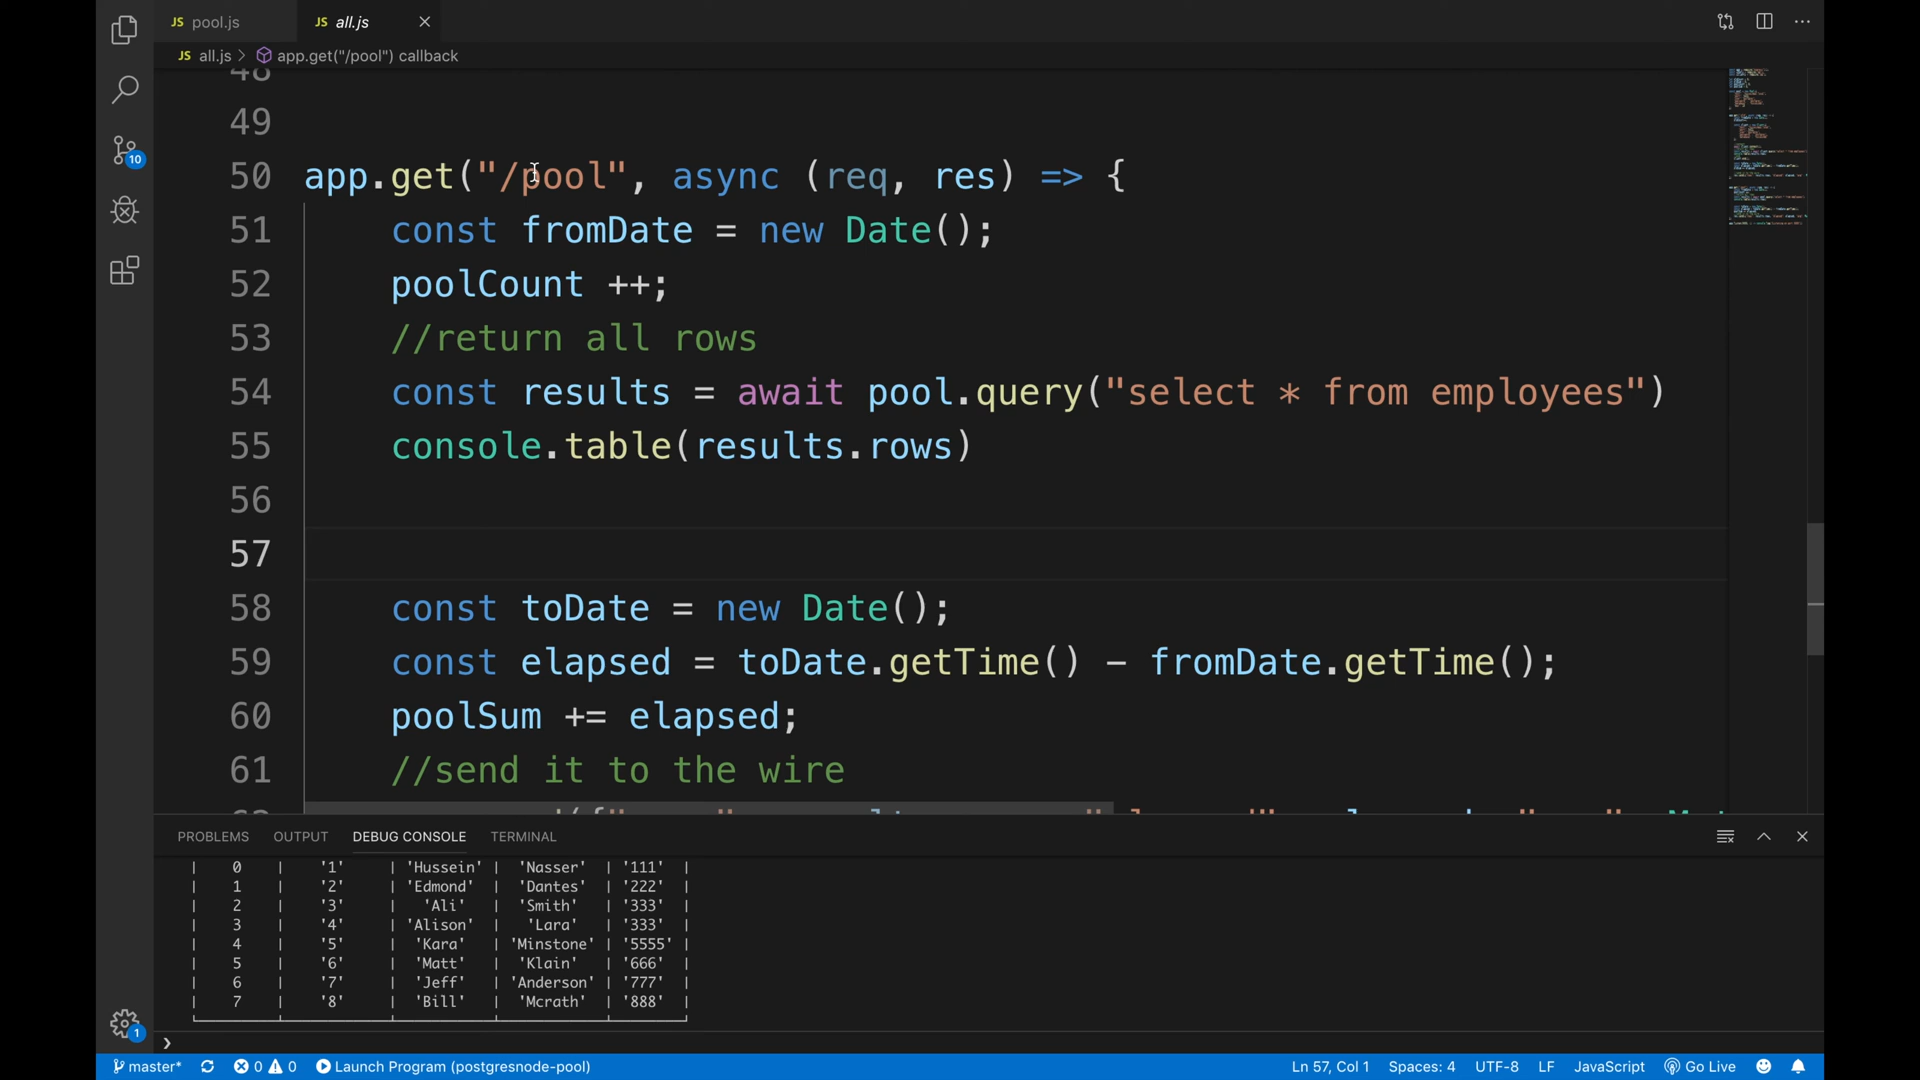 JS pool.js JS all.js
JS all.js > app.get("/pool") callback
48
49
50 app.get("/pool", async (req, res) => {
51 const fromDate = new Date();
52 poolCount ++;
53 //return all rows
54 const results = await pool.query("select * from employees")
55 console.table(results.rows)
56
57
58 const toDate = new Date();
59 const elapsed = toDate.getTime() - fromDate.getTime();
60 poolSum += elapsed;
61 //send it to the wire
PROBLEMS OUTPUT DEBUG CONSOLE TERMINAL
| 0 | '1' | 'Hussein' | 'Nasser' | '111' |
| 1 | '2' | 'Edmond' | 'Dantes' | '222' |
| 2 | '3' | 'Ali' | 'Smith' | '333' |
| 3 | '4' | 'Alison' | 'Lara' | '333' |
| 4 | '5' | 'Kara' | 'Minstone' | '5555' |
| 5 | '6' | 'Matt' | 'Klain' | '666' |
| 6 | '7' | 'Jeff' | 'Anderson' | '777' |
| 7 | '8' | 'Bill' | 'Mcrath' | '888' |
10
1
master* 0 0 Launch Program (postgresnode-pool) Ln 57, Col 1 Spaces: 4 UTF-8 LF JavaScript Go Live